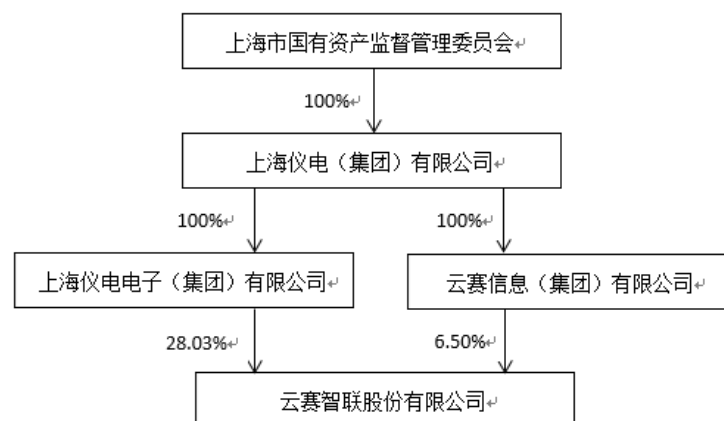 上海市国有资产监督管理委员会↵
100%↵
上海仪电（集团）有限公司↵
100%↵
100%↵
上海仪电电子（集团）有限公司↵
云赛信息（集团）有限公司↵
28.03%↵
6.50%↵
云赛智联股份有限公司↵